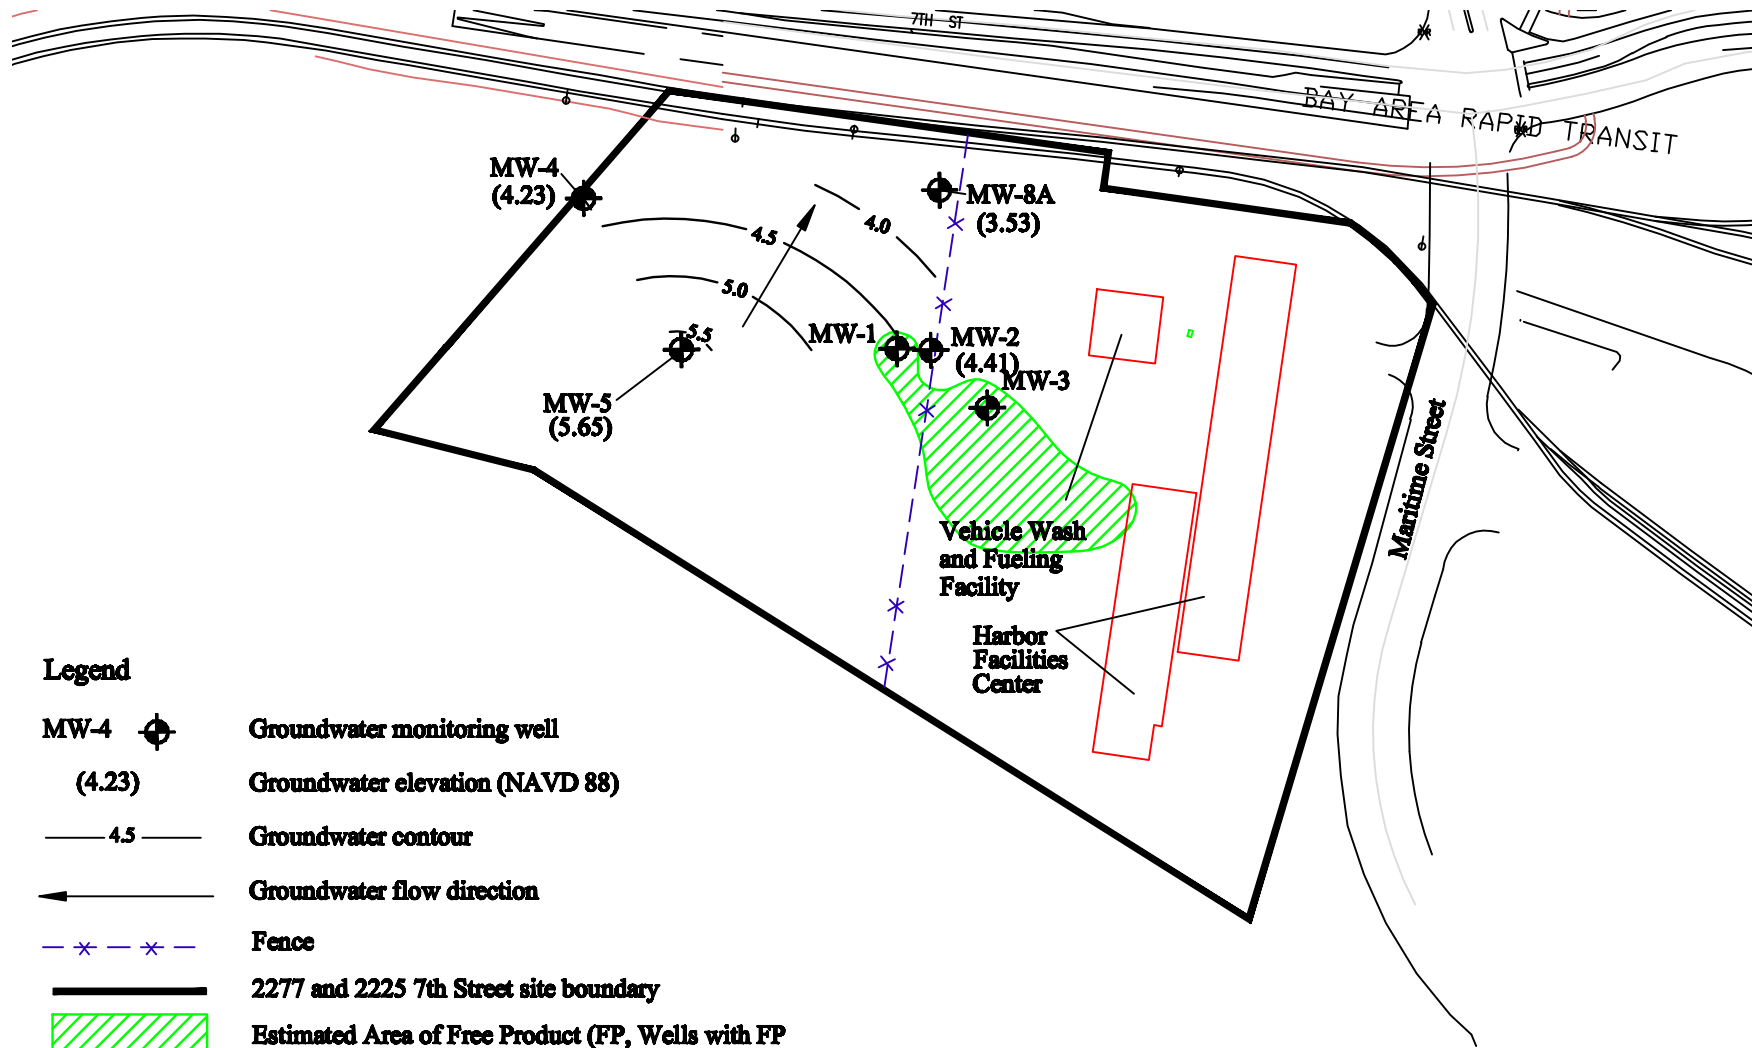 7TH ST
BAY AREA RAPID TRANSIT
MW-4
(4.23)
MW-8A
(3.53)
4.0
4.5
5.0
5.5
MW-1
MW-2
(4.41)
MW-3
MW-5
(5.65)
Maritime Street
Vehicle Wash
and Fueling
Facility
Harbor
Facilities
Center
Legend
MW-4 Groundwater monitoring well
(4.23) Groundwater elevation (NAVD 88)
4.5 Groundwater contour
Groundwater flow direction
Fence
2277 and 2225 7th Street site boundary
Estimated Area of Free Product (FP, Wells with FP